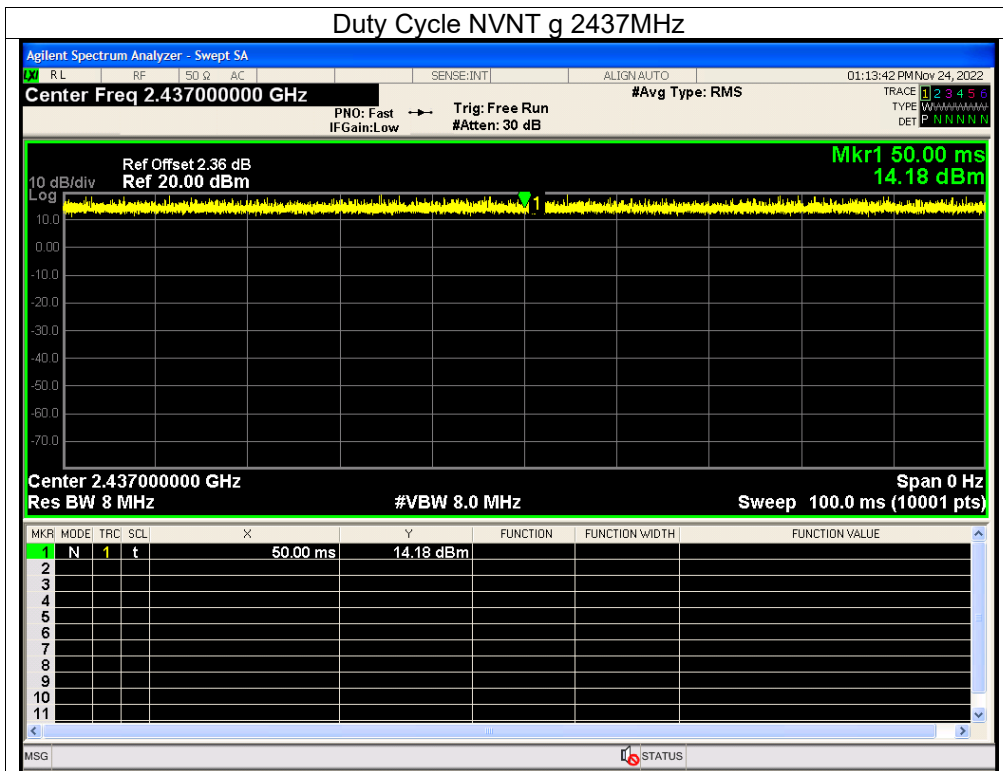 Duty Cycle NVNT g 2437MHz
Agilent Spectrum Analyzer - Swept SA
LXI RL RF 50 Ω AC SENSE:INT ALIGNAUTO 01:13:42 PM Nov 24, 2022
Center Freq 2.437000000 GHz #Avg Type: RMS TRACE 1 2 3 4 5 6
PNO: Fast Trig: Free Run TYPE WWWWWW
IFGain:Low #Atten: 30 dB DET P N N N N N
Mkr1 50.00 ms
14.18 dBm
Ref Offset 2.36 dB
10 dB/div Ref 20.00 dBm
Log
1
10.0
0.00
-10.0
-20.0
-30.0
-40.0
-50.0
-60.0
-70.0
Center 2.437000000 GHz Span 0 Hz
Res BW 8 MHz #VBW 8.0 MHz Sweep 100.0 ms (10001 pts)
MKR MODE TRC SCL X Y FUNCTION FUNCTION WIDTH FUNCTION VALUE
1 N 1 t 50.00 ms 14.18 dBm
2
3
4
5
6
7
8
9
10
11
MSG STATUS